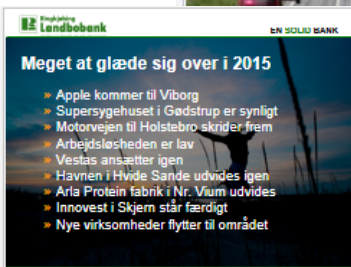 Ringkjøbing
Landbobank
EN SOLID BANK
Meget at glæde sig over i 2015
» Apple kommer til Viborg
» Supersygehuset i Gødstrup er synligt
» Motorvejen til Holstebro skrider frem
» Arbejdsløsheden er lav
» Vestas ansætter igen
» Havnen i Hvide Sande udvides igen
» Arla Protein fabrik i Nr. Vium udvides
» Innovest i Skjern står færdigt
» Nye virksomheder flytter til området